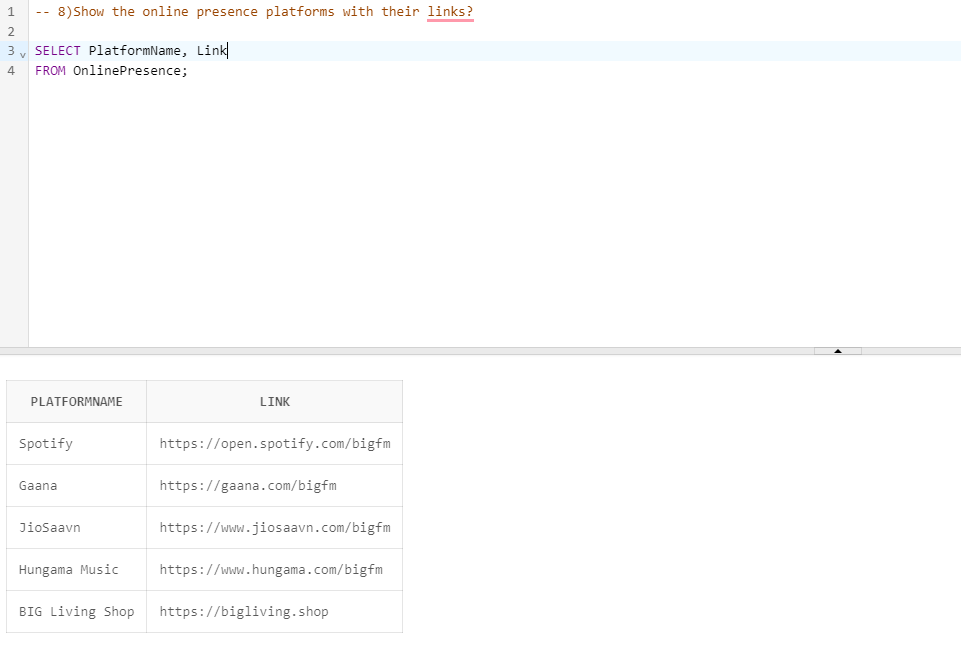 1 -- 8)Show the online presence platforms with their links?
2
3 SELECT PlatformName, Link
4 FROM OnlinePresence;
PLATFORMNAME LINK
Spotify https://open.spotify.com/bigfm
Gaana https://gaana.com/bigfm
JioSaavn https://www.jiosaavn.com/bigfm
Hungama Music https://www.hungama.com/bigfm
BIG Living Shop https://bigliving.shop